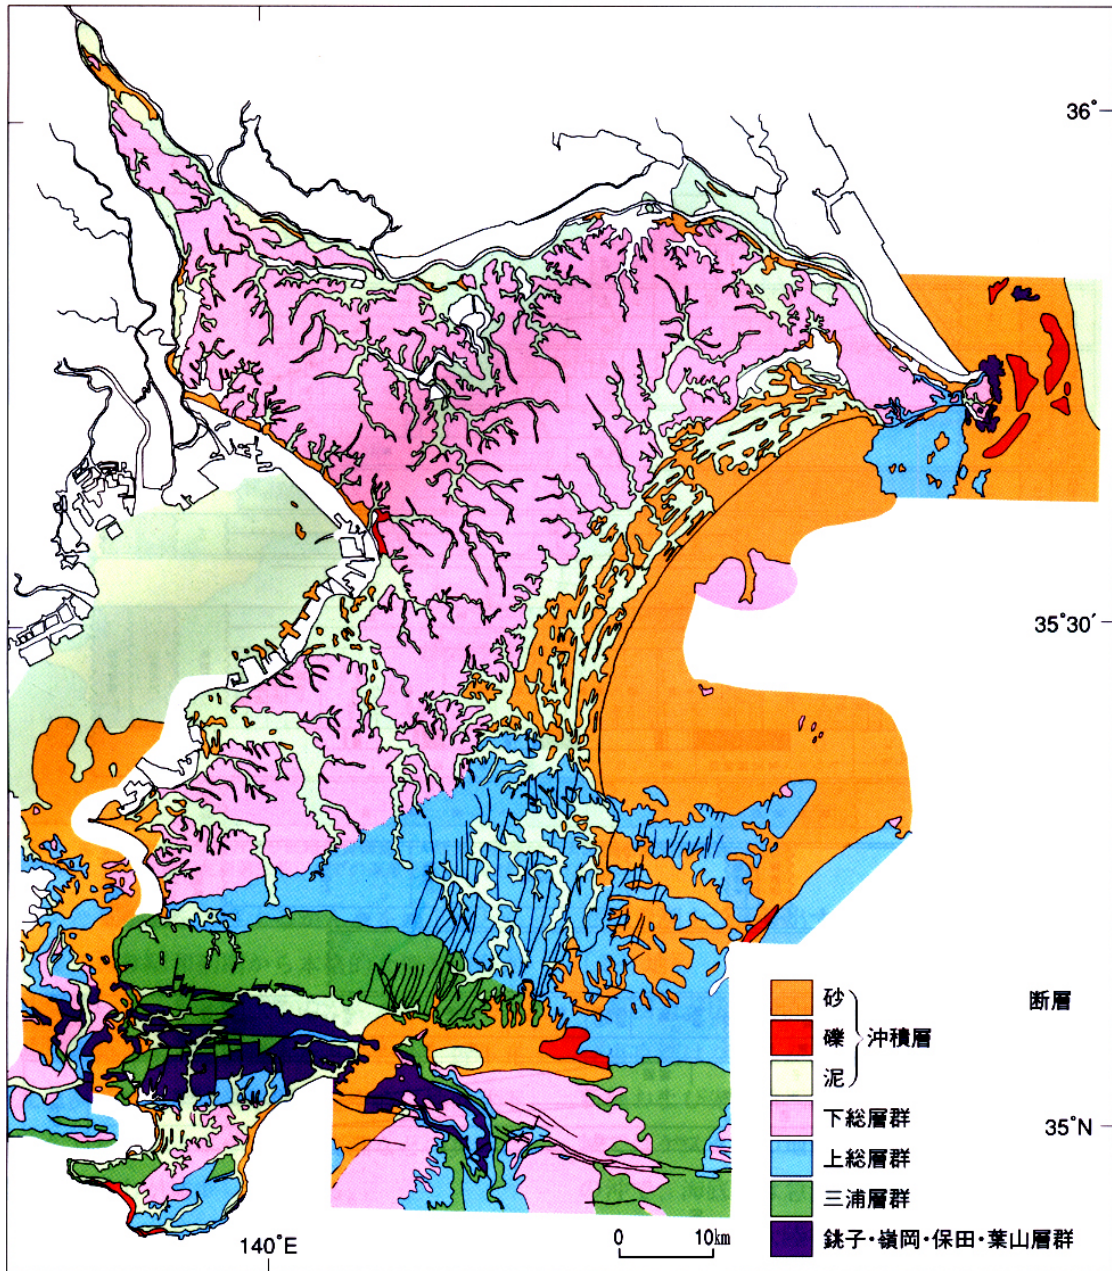 36°
35°30′
砂
礫
泥
沖積層
断層
下総層群
上総層群
三浦層群
銚子・嶺岡・保田・葉山層群
35°N
140°E
0 10km